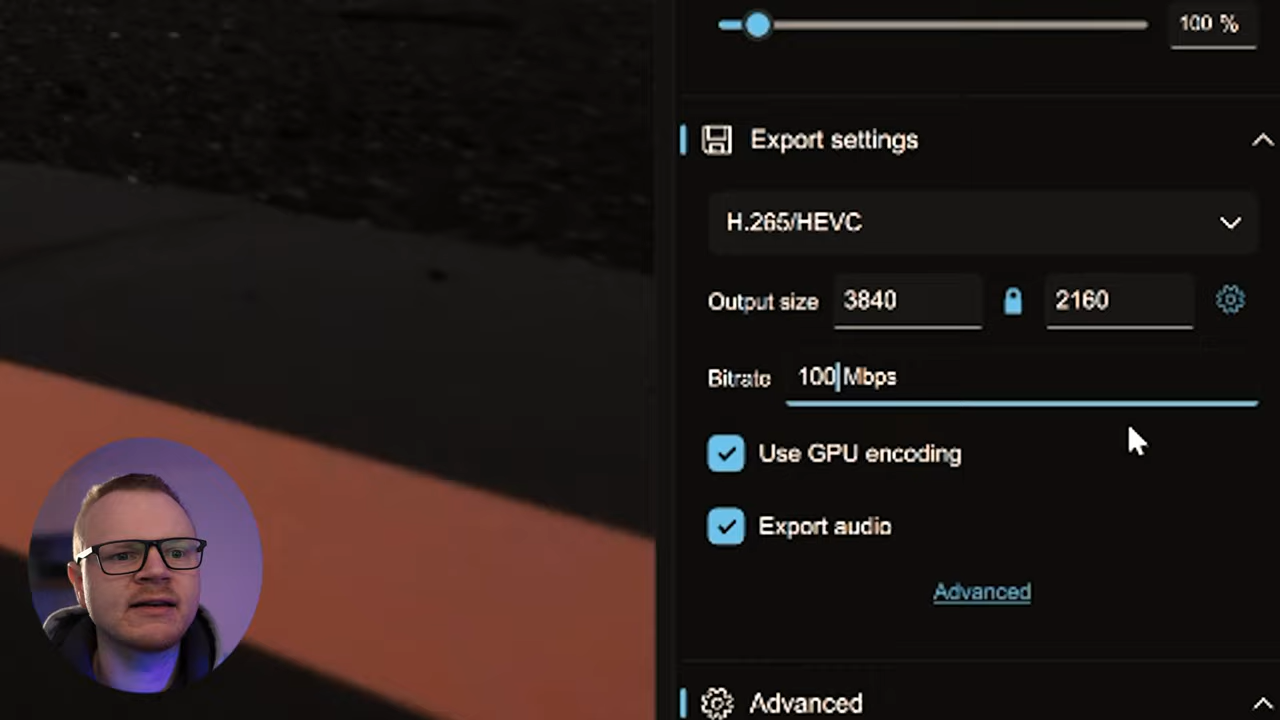 100 %
Export settings
H.265/HEVC
Output size 3840 2160
Bitrate 100 Mbps
Use GPU encoding
Export audio
Advanced
Advanced